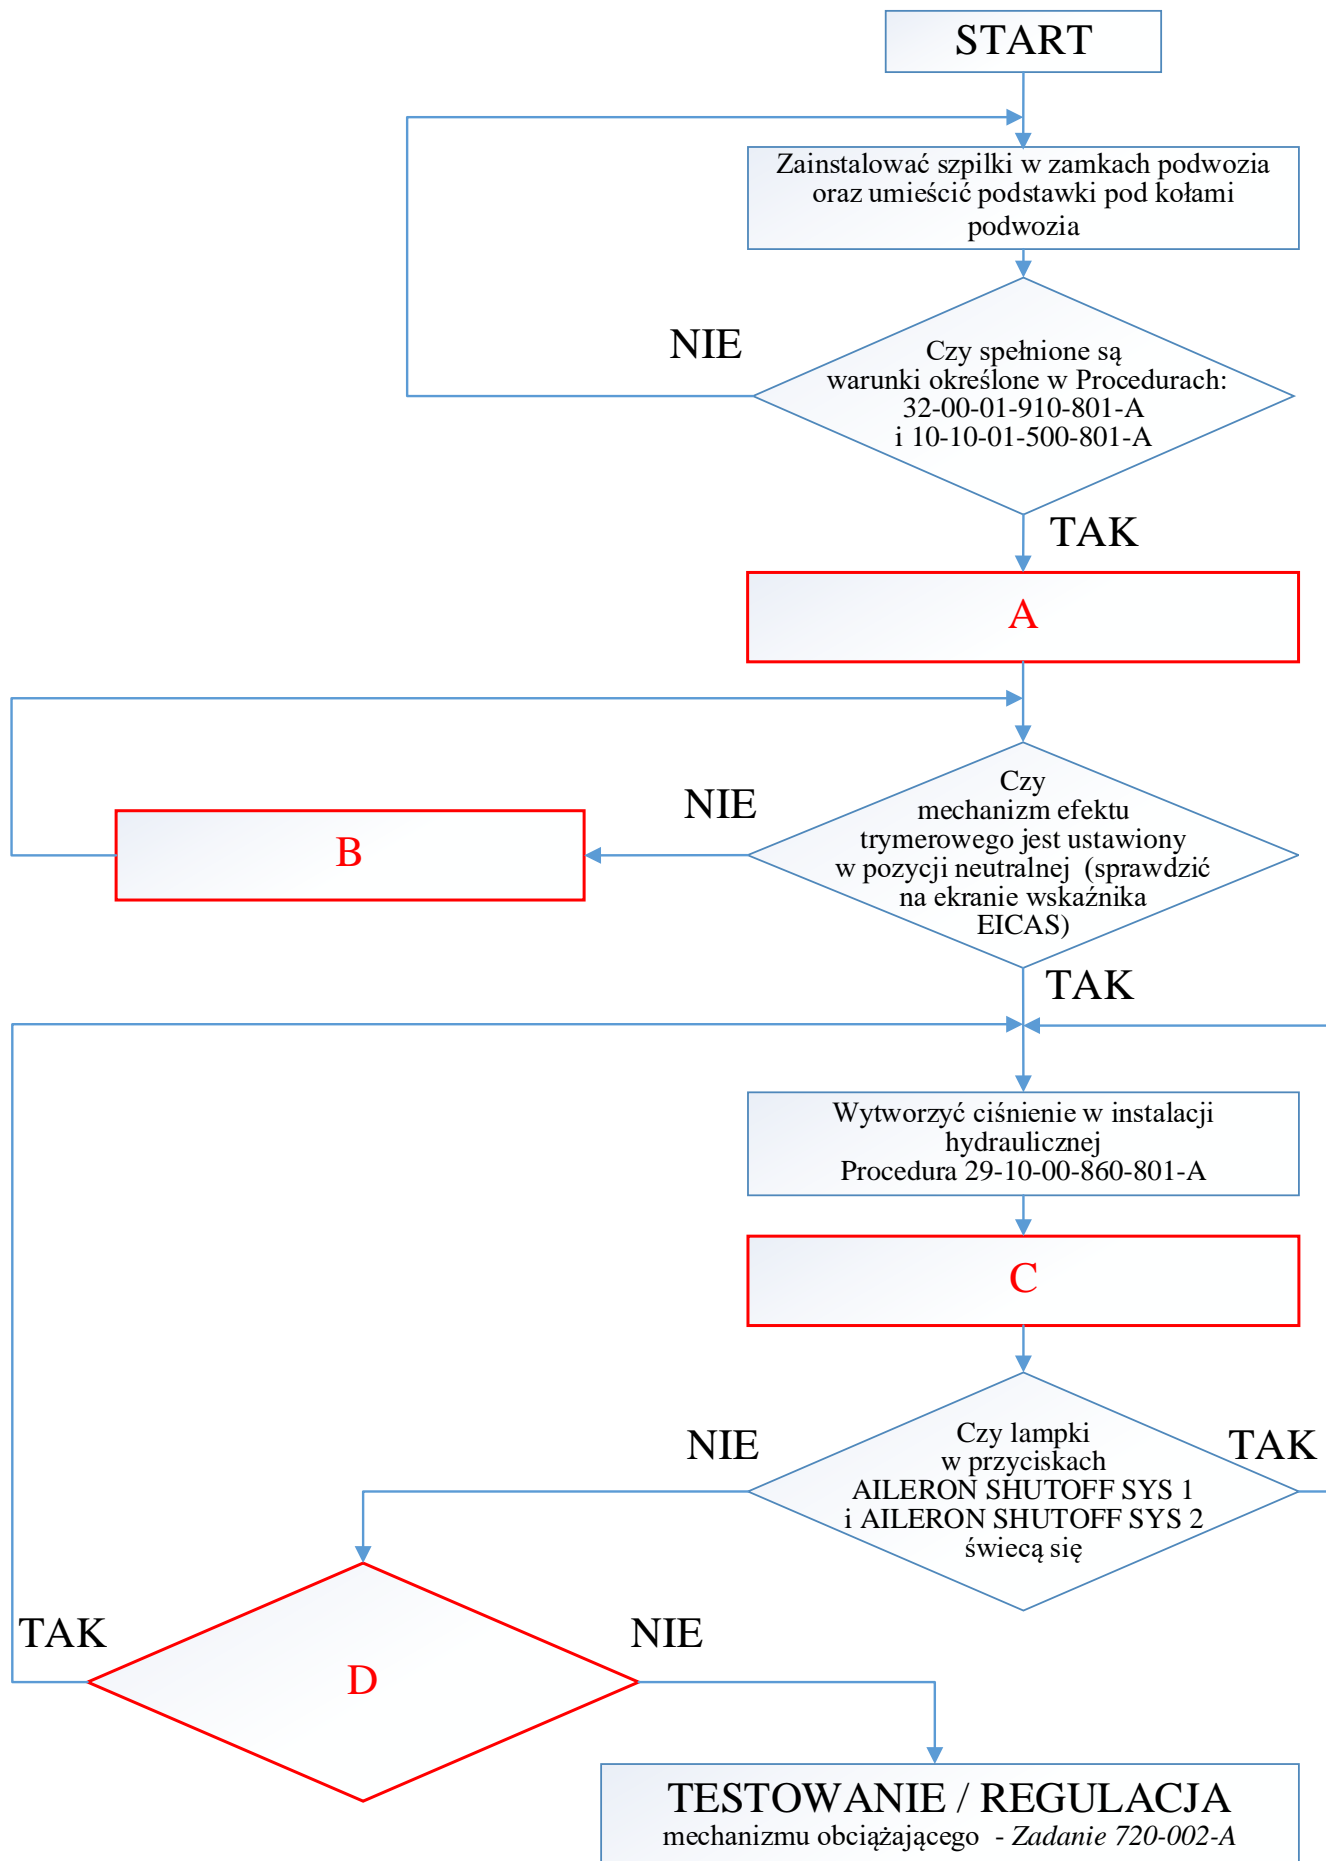 START
Zainstalować szpilki w zamkach podwozia
oraz umieścić podstawki pod kołami
podwozia
NIE
Czy spełnione są
warunki określone w Procedurach:
32-00-01-910-801-A
i 10-10-01-500-801-A
TAK
A
NIE
B
Czy
mechanizm efektu
trymerowego jest ustawiony
w pozycji neutralnej (sprawdzić
na ekranie wskaźnika
EICAS)
TAK
Wytworzyć ciśnienie w instalacji
hydraulicznej
Procedura 29-10-00-860-801-A
C
NIE
Czy lampki
w przyciskach
AILERON SHUTOFF SYS 1
i AILERON SHUTOFF SYS 2
świecą się
TAK
TAK
D
NIE
TESTOWANIE / REGULACJA
mechanizmu obciążającego - Zadanie 720-002-A